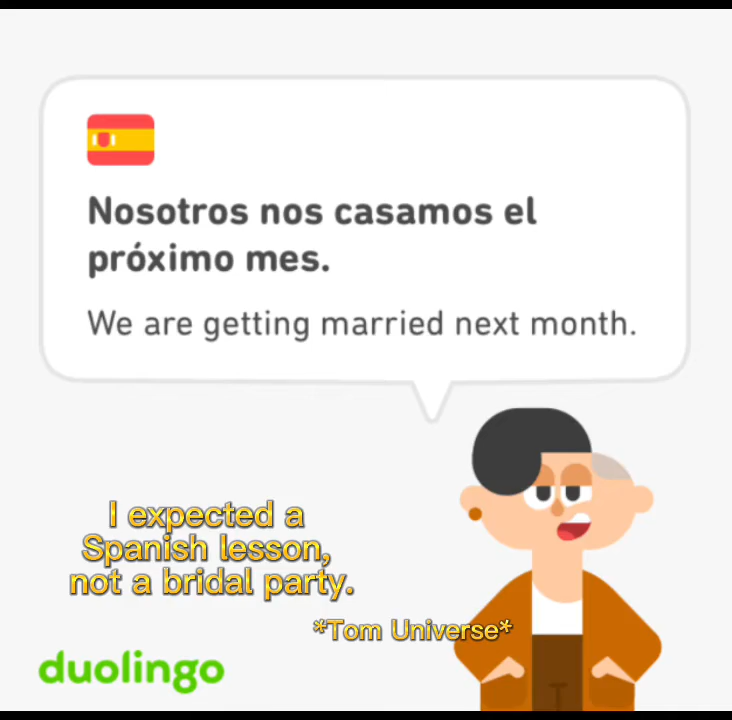 Nosotros nos casamos el
próximo mes.
We are getting married next month.
I expected a
Spanish lesson,
not a bridal party.
*Tom Universe*
duolingo